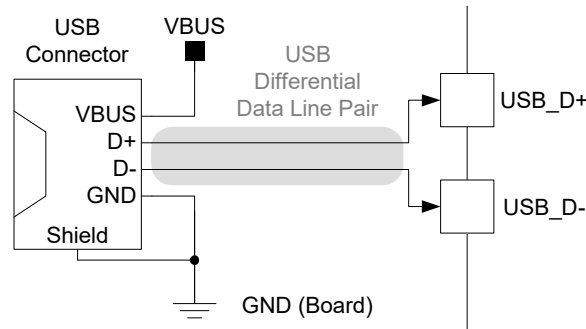 USB
Connector
VBUS
USB
Differential
Data Line Pair
VBUS
D+
D-
GND
Shield
USB_D+
USB_D-
GND (Board)